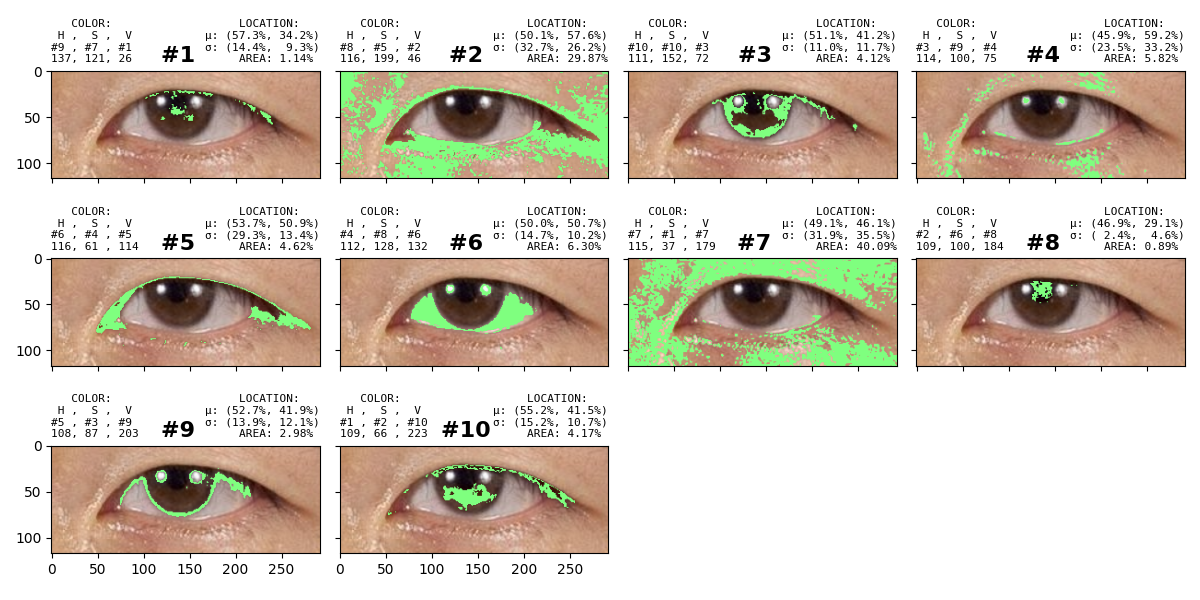 COLOR: LOCATION:
H , S , V μ: (57.3%, 34.2%)
#9 , #7 , #1 σ: (14.4%, 9.3%)
137, 121, 26 #1 AREA: 1.14%
COLOR: LOCATION:
H , S , V μ: (50.1%, 57.6%)
#8 , #5 , #2 σ: (32.7%, 26.2%)
116, 199, 46 #2 AREA: 29.87%
COLOR: LOCATION:
H , S , V μ: (51.1%, 41.2%)
#10, #10, #3 σ: (11.0%, 11.7%)
111, 152, 72 #3 AREA: 4.12%
COLOR: LOCATION:
H , S , V μ: (45.9%, 59.2%)
#3 , #9 , #4 σ: (23.5%, 33.2%)
114, 100, 75 #4 AREA: 5.82%
0
50
100
COLOR: LOCATION:
H , S , V μ: (53.7%, 50.9%)
#6 , #4 , #5 σ: (29.3%, 13.4%)
116, 61 , 114 #5 AREA: 4.62%
COLOR: LOCATION:
H , S , V μ: (50.0%, 50.7%)
#4 , #8 , #6 σ: (14.7%, 10.2%)
112, 128, 132 #6 AREA: 6.30%
COLOR: LOCATION:
H , S , V μ: (49.1%, 46.1%)
#7 , #1 , #7 σ: (31.9%, 35.5%)
115, 37 , 179 #7 AREA: 40.09%
COLOR: LOCATION:
H , S , V μ: (46.9%, 29.1%)
#2 , #6 , #8 σ: ( 2.4%, 4.6%)
109, 100, 184 #8 AREA: 0.89%
0
50
100
COLOR: LOCATION:
H , S , V μ: (52.7%, 41.9%)
#5 , #3 , #9 σ: (13.9%, 12.1%)
108, 87 , 203 #9 AREA: 2.98%
COLOR: LOCATION:
H , S , V μ: (55.2%, 41.5%)
#1 , #2 , #10 σ: (15.2%, 10.7%)
109, 66 , 223 #10 AREA: 4.17%
0
50
100
0 50 100 150 200 250
0 50 100 150 200 250